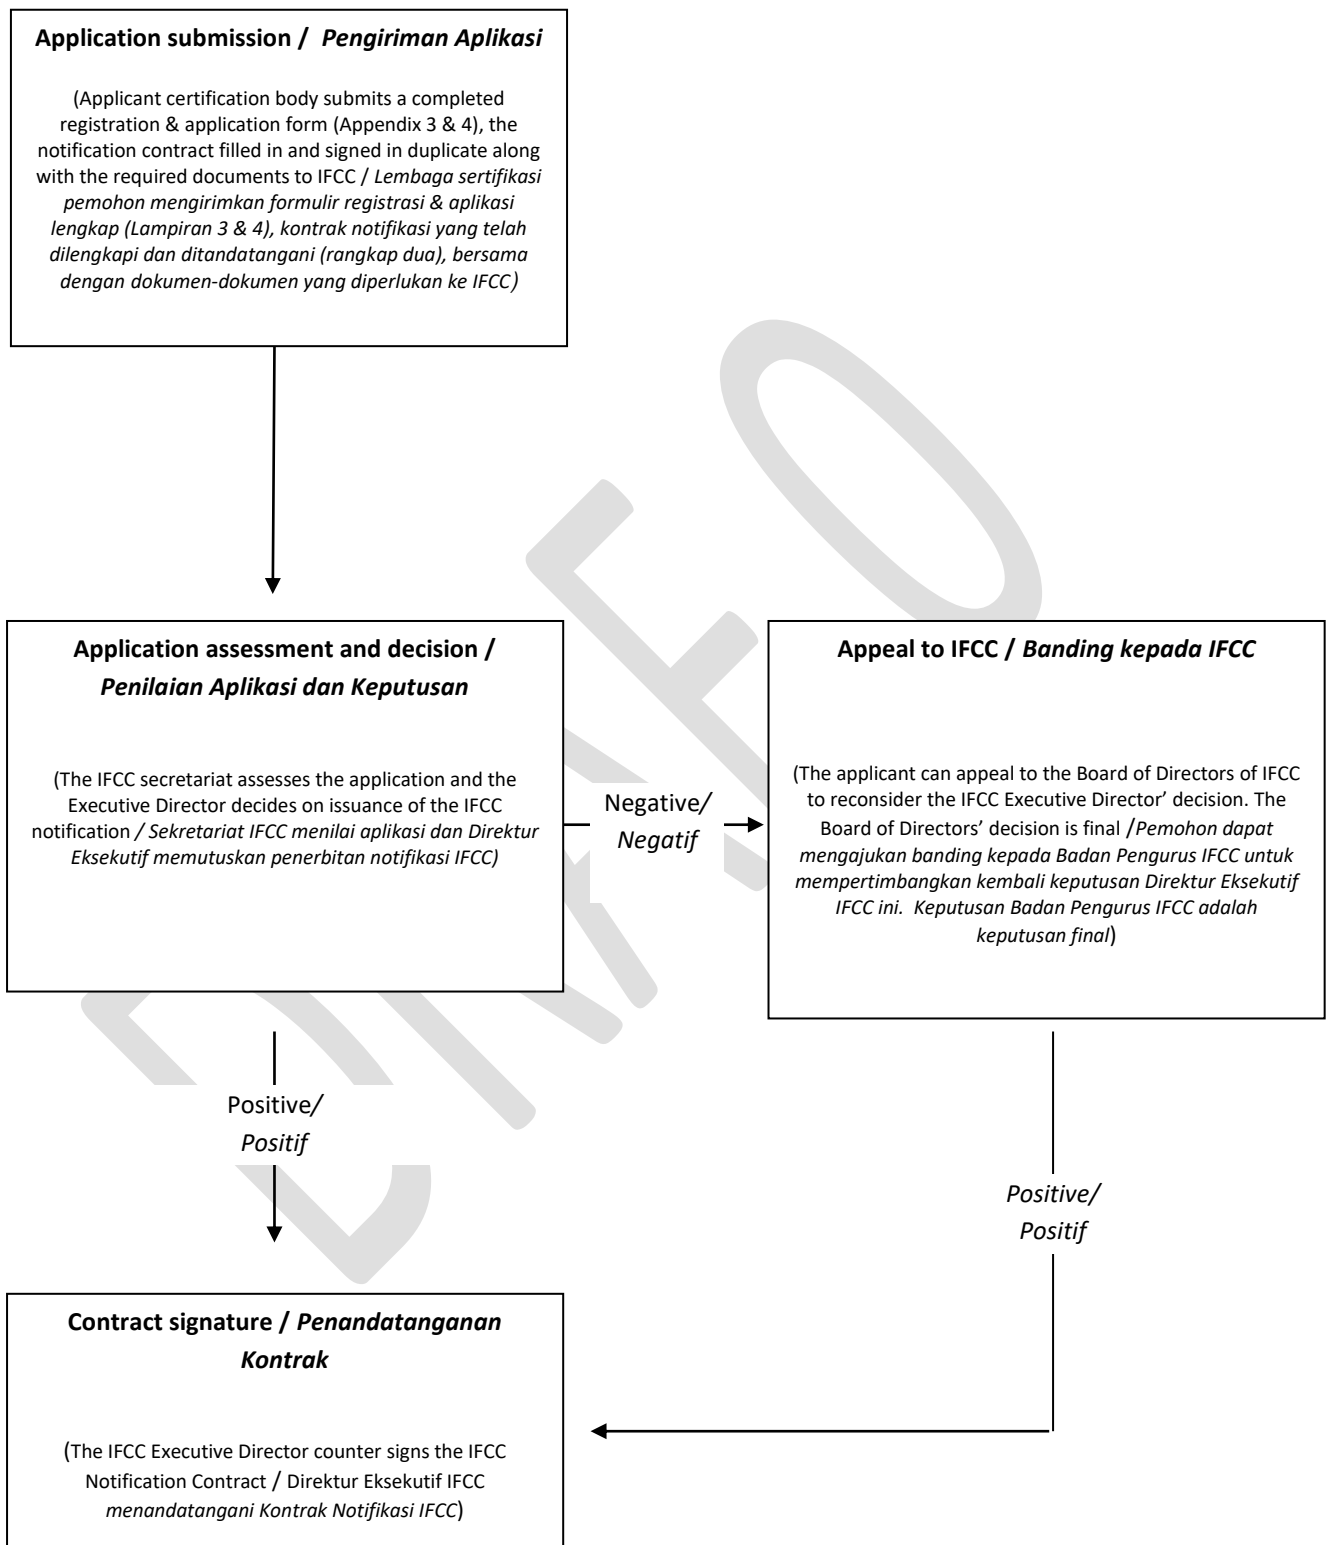 Application submission / Pengiriman Aplikasi
(Applicant certification body submits a completed
registration & application form (Appendix 3 & 4), the
notification contract filled in and signed in duplicate along
with the required documents to IFCC / Lembaga sertifikasi
pemohon mengirimkan formulir registrasi & aplikasi
lengkap (Lampiran 3 & 4), kontrak notifikasi yang telah
dilengkapi dan ditandatangani (rangkap dua), bersama
dengan dokumen-dokumen yang diperlukan ke IFCC)
Application assessment and decision /
Penilaian Aplikasi dan Keputusan
(The IFCC secretariat assesses the application and the
Executive Director decides on issuance of the IFCC
notification / Sekretariat IFCC menilai aplikasi dan Direktur
Eksekutif memutuskan penerbitan notifikasi IFCC)
Negative/
Negatif
Appeal to IFCC / Banding kepada IFCC
(The applicant can appeal to the Board of Directors of IFCC
to reconsider the IFCC Executive Director’ decision. The
Board of Directors’ decision is final /Pemohon dapat
mengajukan banding kepada Badan Pengurus IFCC untuk
mempertimbangkan kembali keputusan Direktur Eksekutif
IFCC ini. Keputusan Badan Pengurus IFCC adalah
keputusan final)
Positive/
Positif
Positive/
Positif
Contract signature / Penandatanganan
Kontrak
(The IFCC Executive Director counter signs the IFCC
Notification Contract / Direktur Eksekutif IFCC
menandatangani Kontrak Notifikasi IFCC)